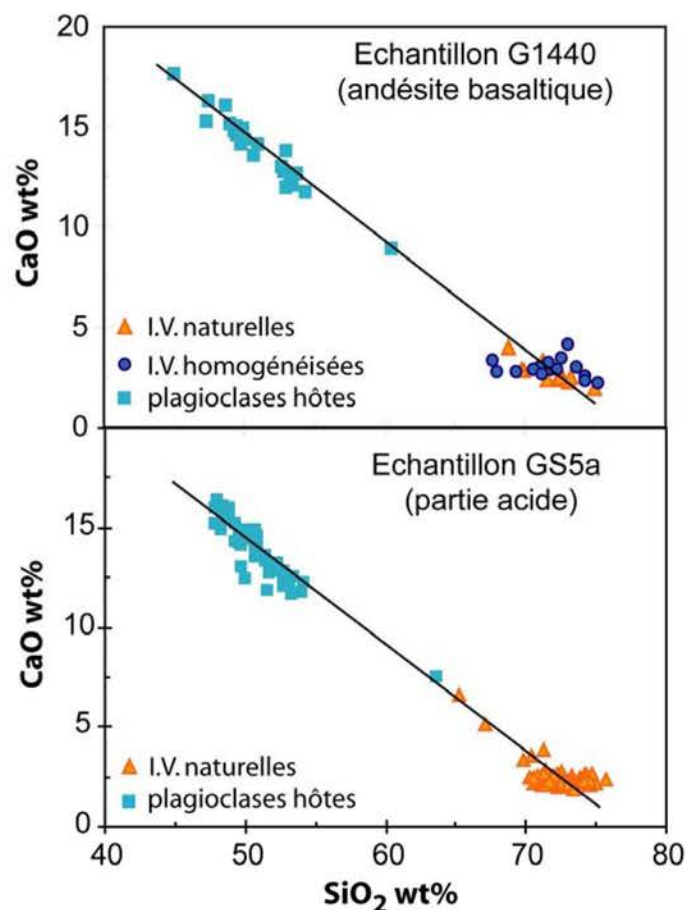 20
Echantillon G1440
(andésite basaltique)
15
CaO wt%
10
5
I.V. naturelles
I.V. homogénéisées
plagioclases hôtes
0
Echantillon GS5a
(partie acide)
15
CaO wt%
10
5
I.V. naturelles
plagioclases hôtes
0
40 50 60 70 80
SiO₂ wt%